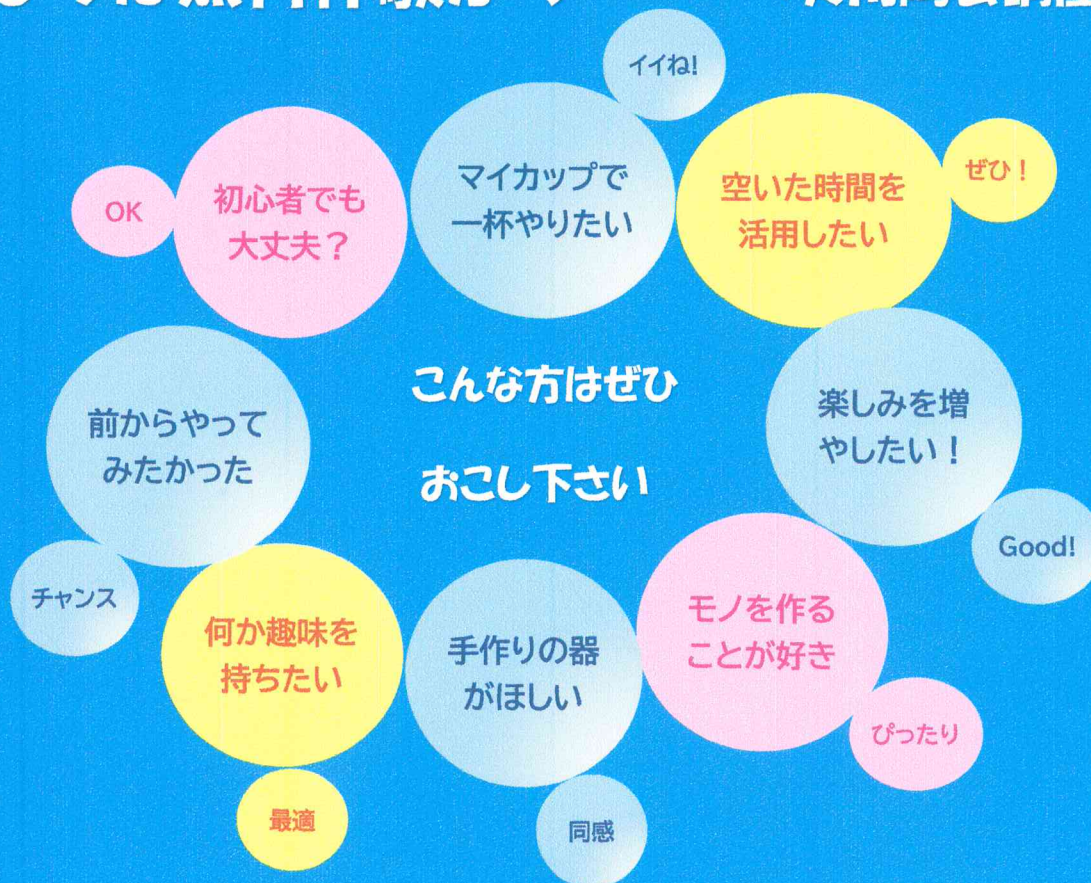 イイね!
マイカップで
一杯やりたい
空いた時間を
活用したい
ぜひ！
OK
初心者でも
大丈夫？
こんな方はぜひ
おこし下さい
前からやって
みたかった
楽しみを増
やしたい！
Good!
チャンス
何か趣味を
持ちたい
手作りの器
がほしい
モノを作る
ことが好き
ぴったり
最適
同感